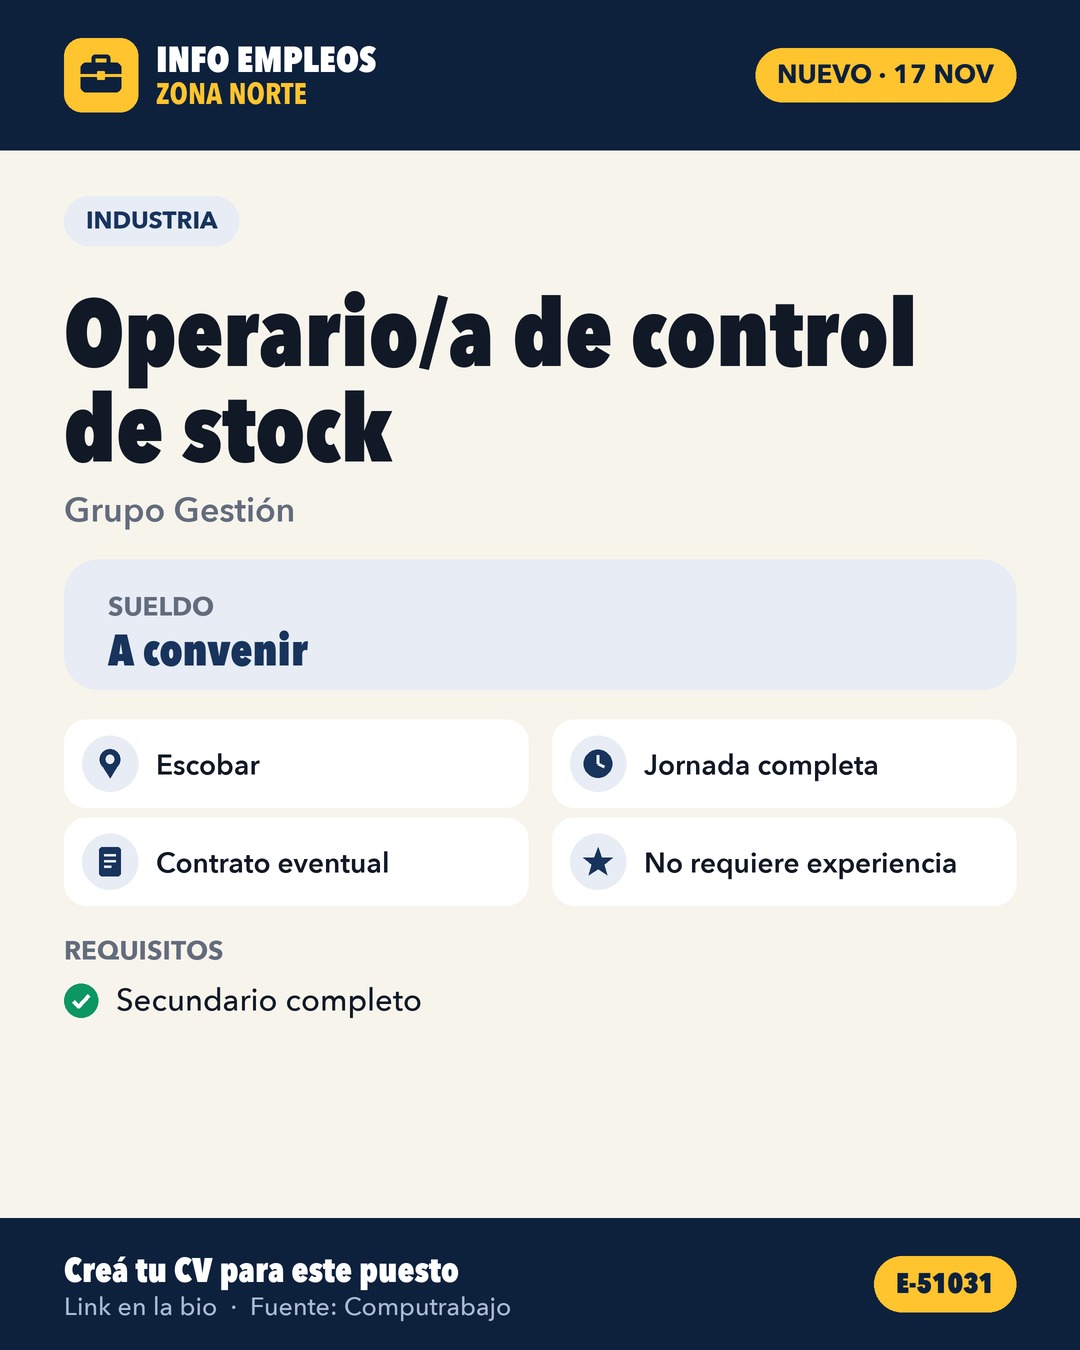 INFO EMPLEOS
ZONA NORTE
NUEVO · 17 NOV
INDUSTRIA
Operario/a de control
de stock
Grupo Gestión
SUELDO
A convenir
Escobar
Jornada completa
Contrato eventual
No requiere experiencia
REQUISITOS
Secundario completo
Creá tu CV para este puesto
Link en la bio · Fuente: Computrabajo
E-51031